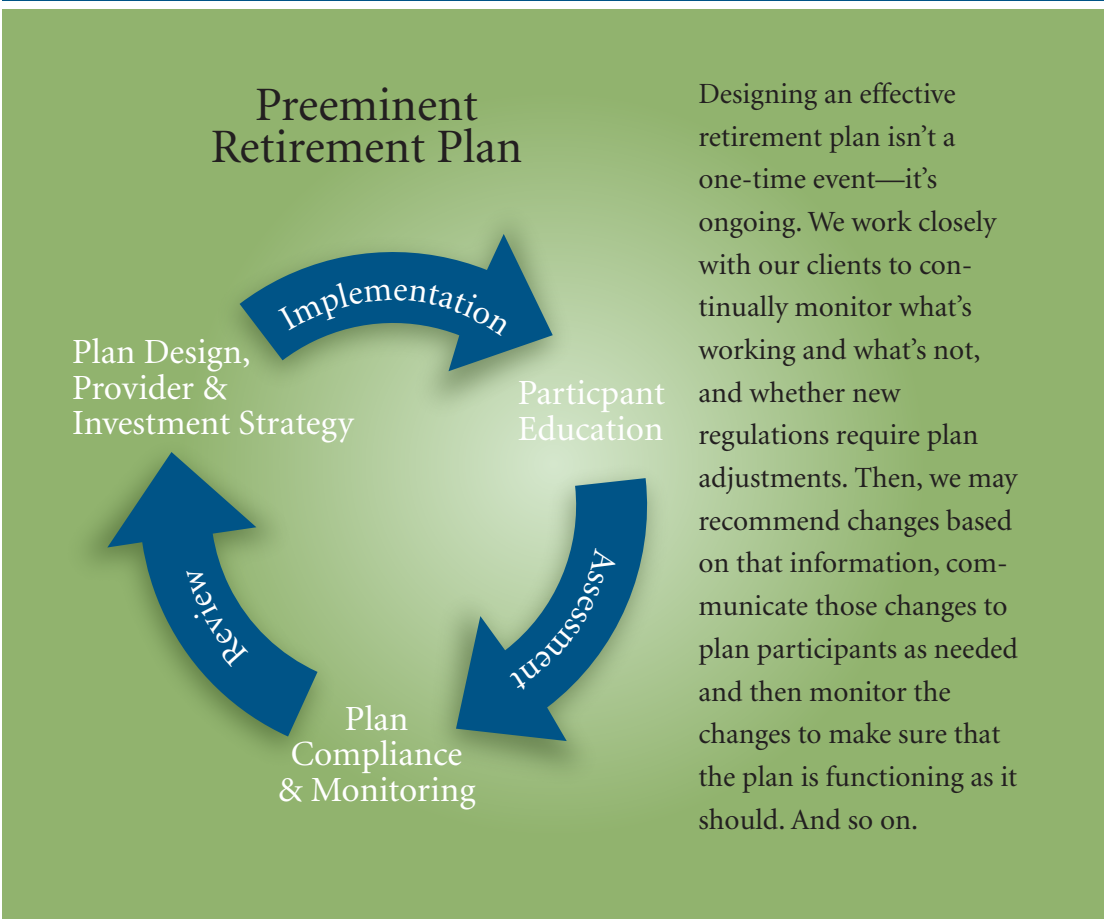 Preeminent
Retirement Plan
Implementation
Plan Design,
Provider &
Investment Strategy
Particpant
Education
Assessment
Review
Plan
Compliance
& Monitoring
Designing an effective
retirement plan isn’t a
one-time event—it’s
ongoing. We work closely
with our clients to con-
tinually monitor what’s
working and what’s not,
and whether new
regulations require plan
adjustments. Then, we may
recommend changes based
on that information, com-
municate those changes to
plan participants as needed
and then monitor the
changes to make sure that
the plan is functioning as it
should. And so on.